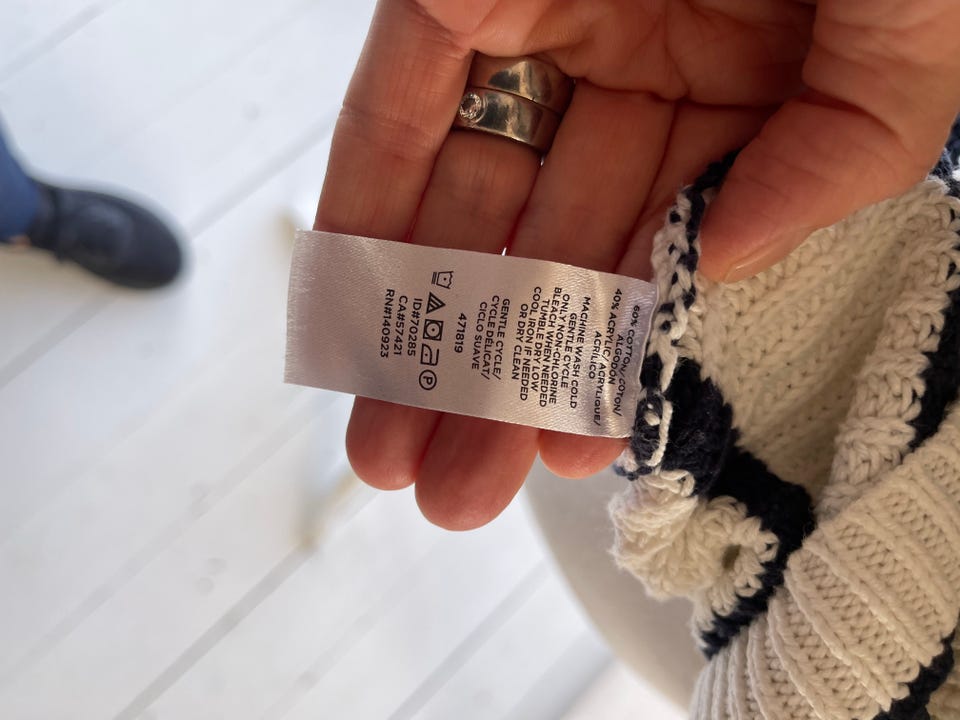 60% COTTON/
ALGODÓN/COTON/
40% ACRYLIC/ACRYLIQUE/
ACRÍLICO
MACHINE WASH COLD
GENTLE CYCLE
ONLY NON-CHLORINE
BLEACH WHEN NEEDED
TUMBLE DRY LOW
COOL IRON IF NEEDED
OR DRY CLEAN
GENTLE CYCLE/
CYCLE DÉLICAT/
CICLO SUAVE
471819
P
ID#70285
CA#57421
RN#140923